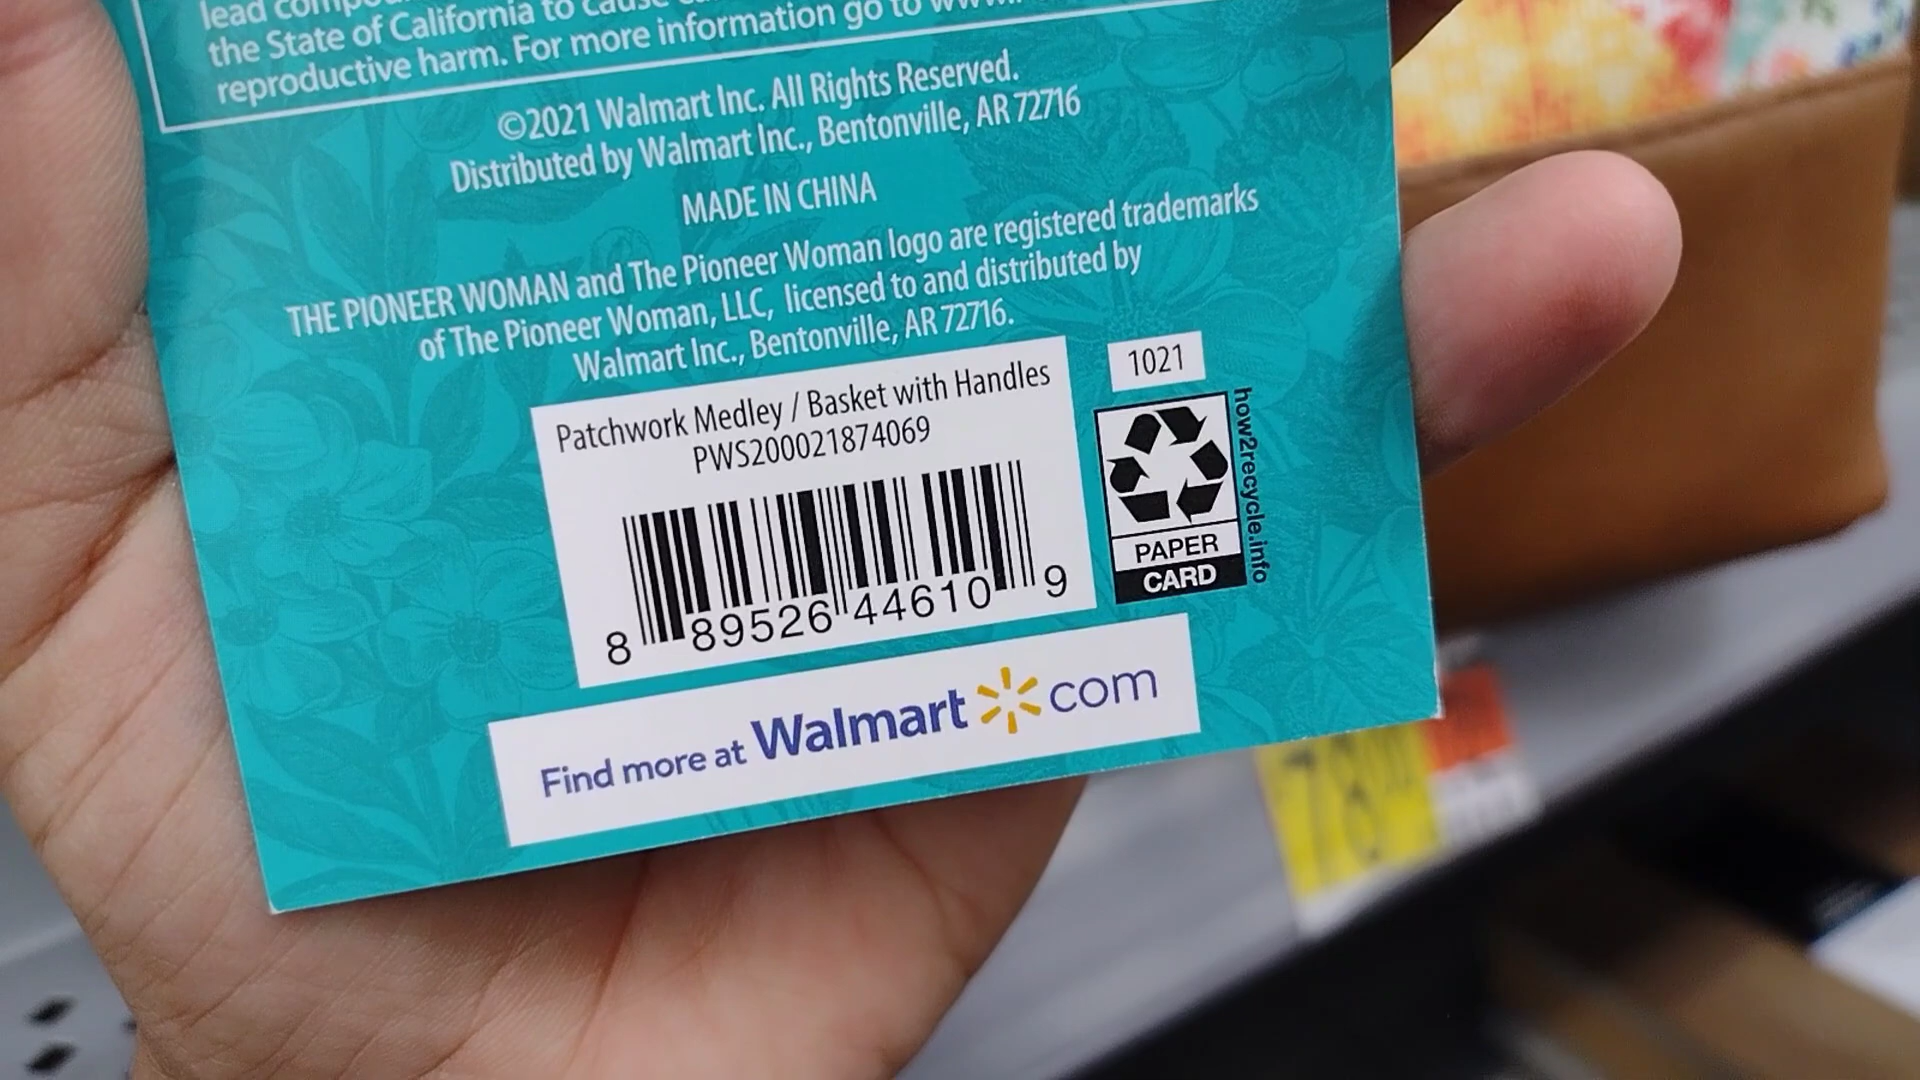 lead
the State of California to cause
reproductive harm. For more information go to
©2021 Walmart Inc. All Rights Reserved.
Distributed by Walmart Inc., Bentonville, AR 72716
MADE IN CHINA
THE PIONEER WOMAN and The Pioneer Woman logo are registered trademarks
of The Pioneer Woman, LLC, licensed to and distributed by
Walmart Inc., Bentonville, AR 72716.
Patchwork Medley / Basket with Handles
PWS200021874069
8 89526 44610 9
1021
PAPER
CARD
how2recycle.info
Find more at Walmart com